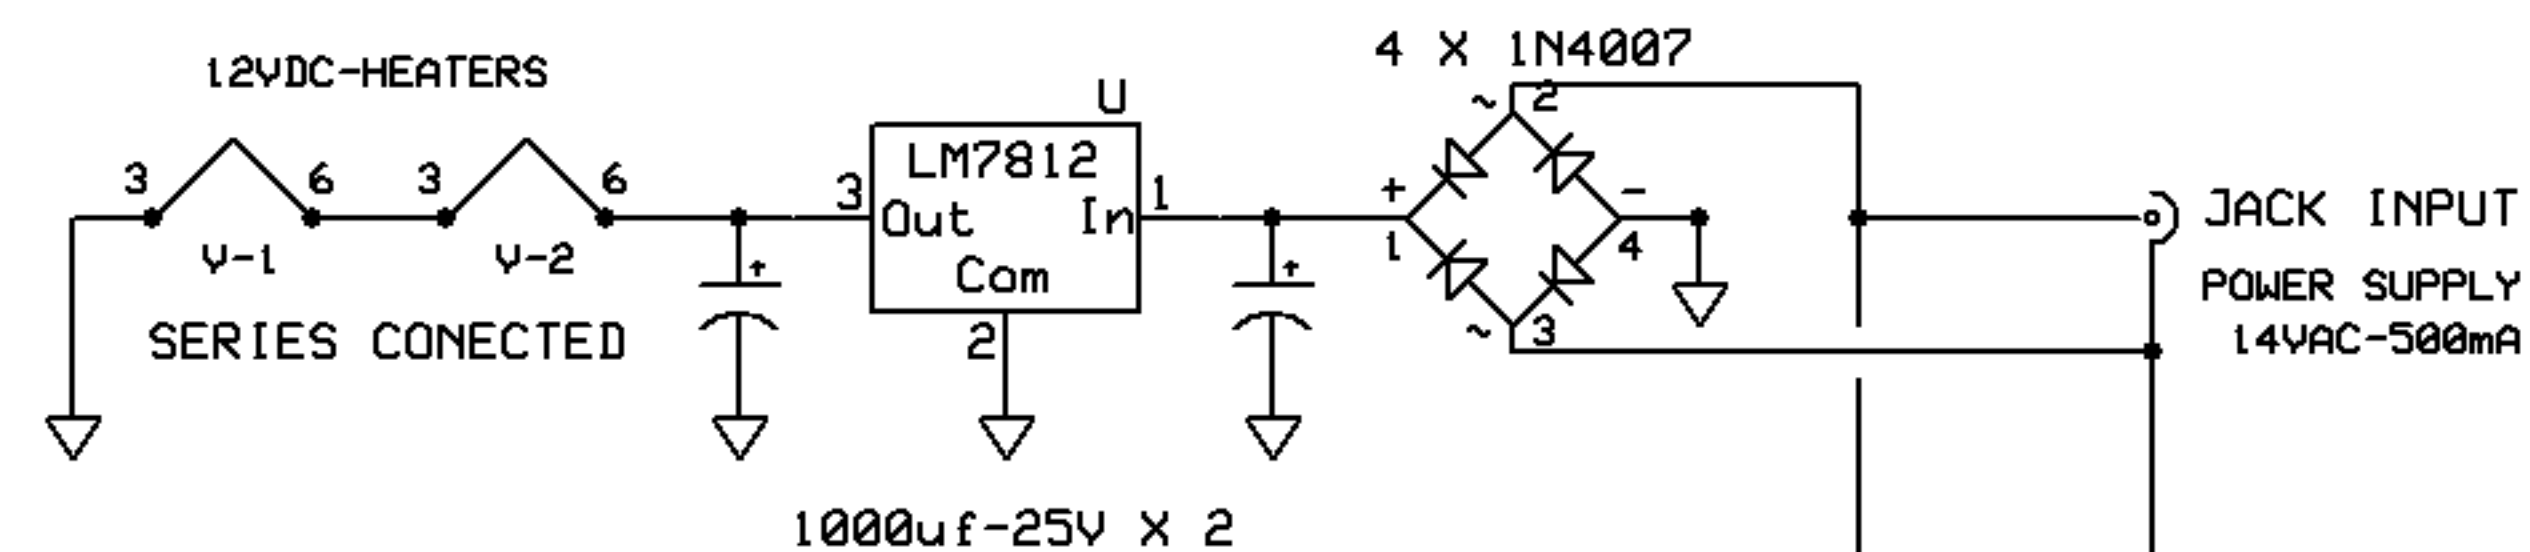 4 X 1N4007
12VDC-HEATERS
U
~ 2
LM7812
3 6 3 6
3 Out In 1
+ -
JACK INPUT
V-1 V-2
1 4
+ Com +
POWER SUPPLY
SERIES CONECTED
2
~ 3
14VAC-500mA
1000uf-25V X 2